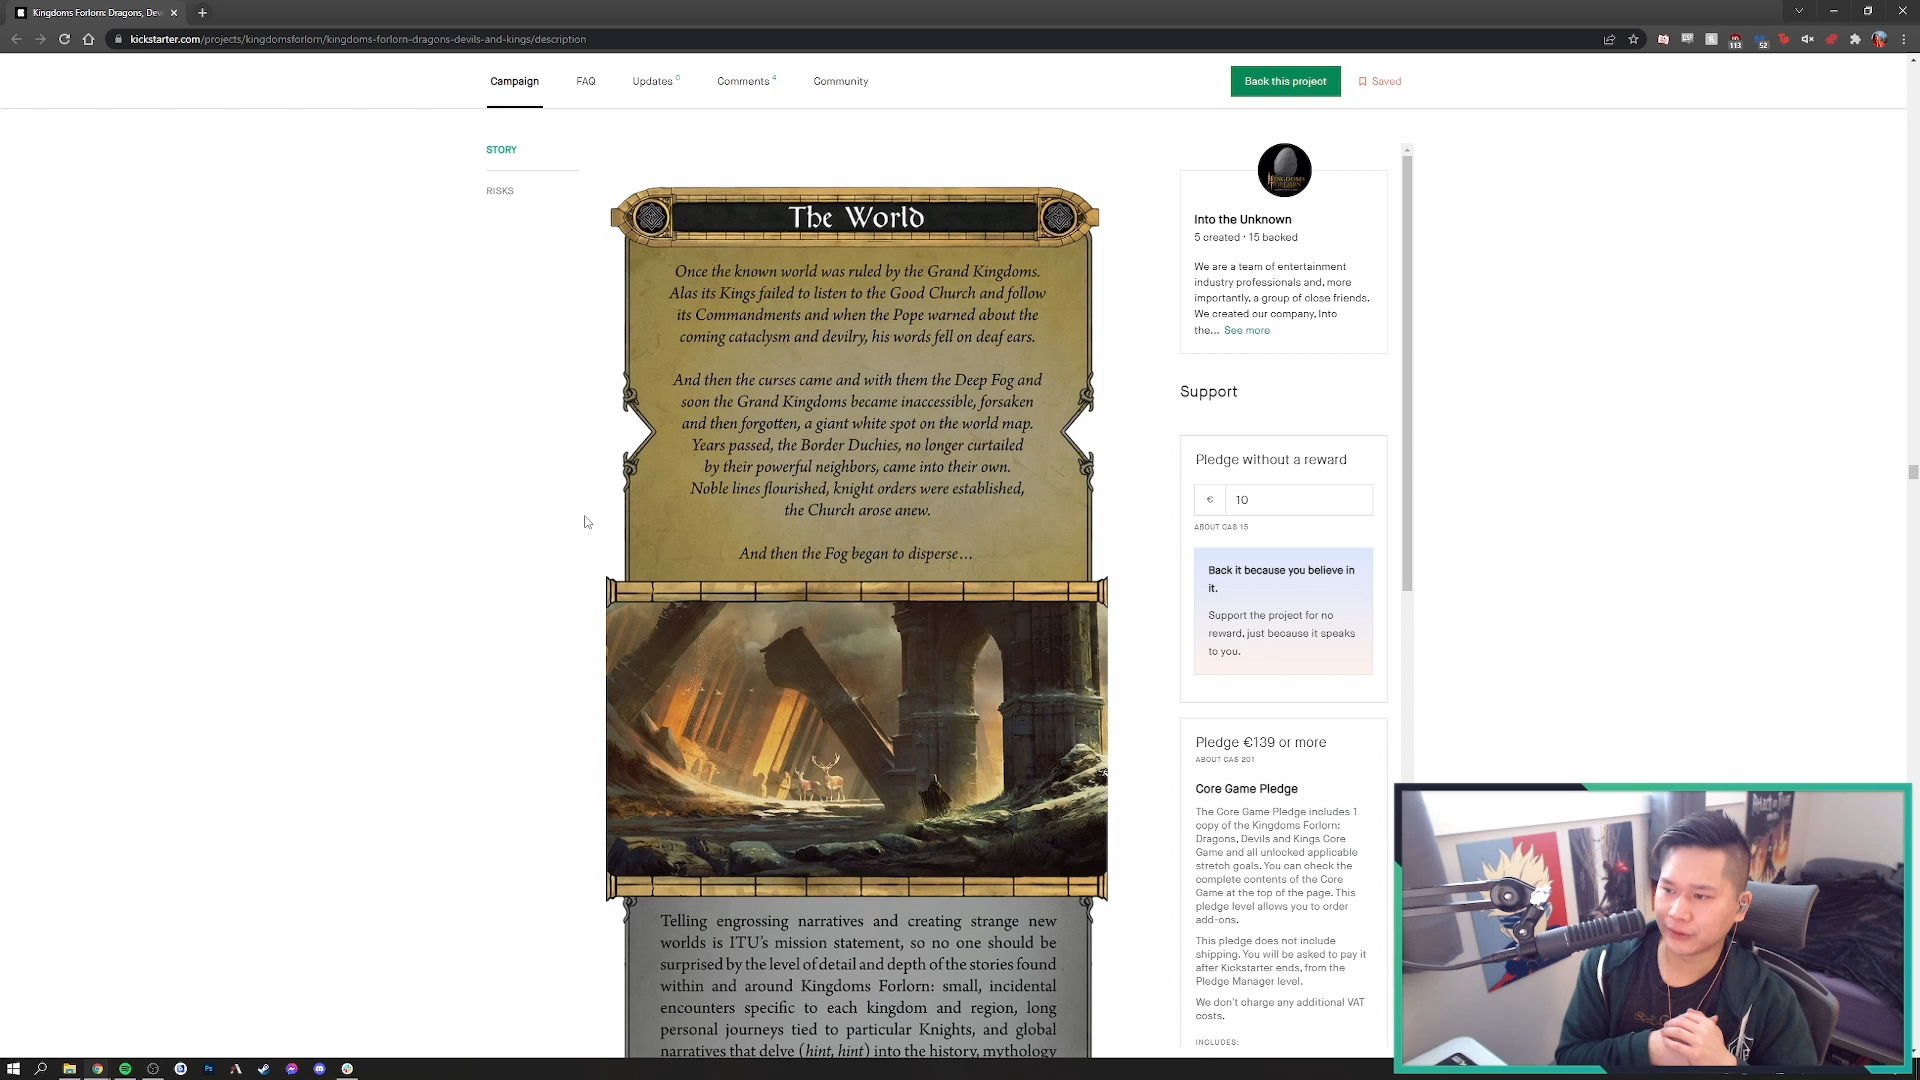 Kingdoms Forlorn: Dragons, Dev
kickstarter.com/projects/kingdomsforlorn/kingdoms-forlorn-dragons-devils-and-kings/description
113
52
Campaign
FAQ
Updates 0
Comments 4
Community
Back this project
Saved
STORY
RISKS
The World
Once the known world was ruled by the Grand Kingdoms.
Alas its Kings failed to listen to the Good Church and follow
its Commandments and when the Pope warned about the
coming cataclysm and devilry, his words fell on deaf ears.
And then the curses came and with them the Deep Fog and
soon the Grand Kingdoms became inaccessible, forsaken
and then forgotten, a giant white spot on the world map.
Years passed, the Border Duchies, no longer curtailed
by their powerful neighbors, came into their own.
Noble lines flourished, knight orders were established,
the Church arose anew.
And then the Fog began to disperse...
Telling engrossing narratives and creating strange new
worlds is ITU's mission statement, so no one should be
surprised by the level of detail and depth of the stories found
within and around Kingdoms Forlorn: small, incidental
encounters specific to each kingdom and region, long
personal journeys tied to particular Knights, and global
narratives that delve (hint, hint) into the history, mythology
KINGDOMS
FORLORN
Into the Unknown
5 created · 15 backed
We are a team of entertainment
industry professionals and, more
importantly, a group of close friends.
We created our company, Into
the... See more
Support
Pledge without a reward
€ 10
ABOUT CA$ 15
Back it because you believe in
it.
Support the project for no
reward, just because it speaks
to you.
Pledge €139 or more
ABOUT CA$ 201
Core Game Pledge
The Core Game Pledge includes 1
copy of the Kingdoms Forlorn:
Dragons, Devils and Kings Core
Game and all unlocked applicable
stretch goals. You can check the
complete contents of the Core
Game at the top of the page. This
pledge level allows you to order
add-ons.
This pledge does not include
shipping. You will be asked to pay it
after Kickstarter ends, from the
Pledge Manager level.
We don't charge any additional VAT
costs.
INCLUDES: